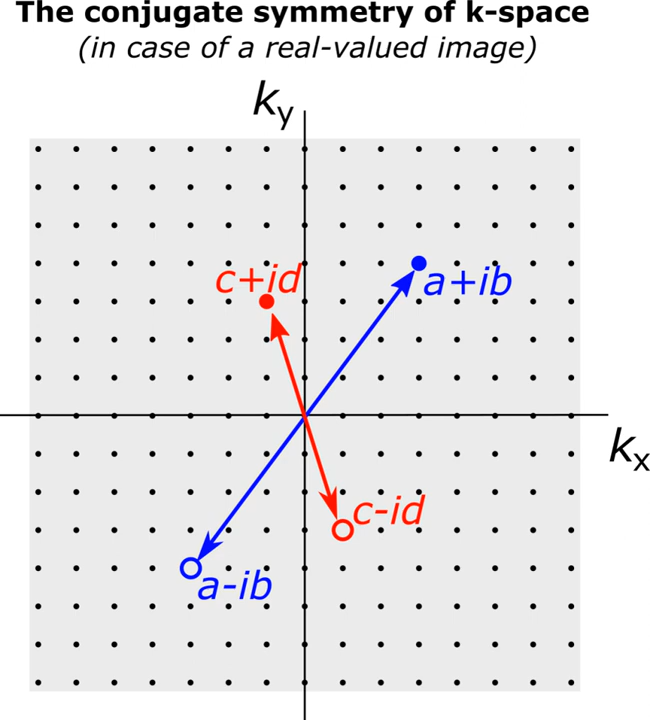 The conjugate symmetry of k-space
(in case of a real-valued image)
ky
c+id
a+ib
kx
c-id
a-ib